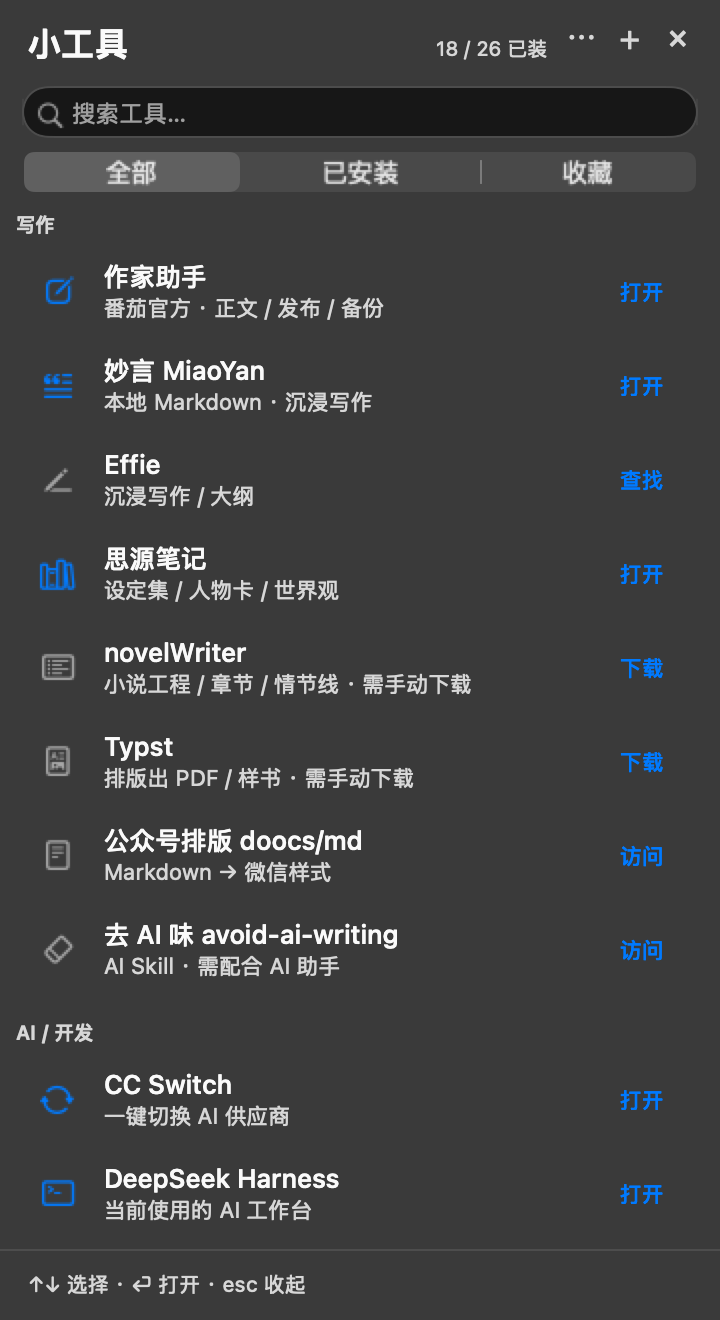 小工具
18 / 26 已装 ··· + ×
搜索工具...
全部 已安装 收藏
写作
作家助手
番茄官方 · 正文 / 发布 / 备份
打开
妙言 MiaoYan
本地 Markdown · 沉浸写作
打开
Effie
沉浸写作 / 大纲
查找
思源笔记
设定集 / 人物卡 / 世界观
打开
novelWriter
小说工程 / 章节 / 情节线 · 需手动下载
下载
Typst
排版出 PDF / 样书 · 需手动下载
下载
公众号排版 doocs/md
Markdown → 微信样式
访问
去 AI 味 avoid-ai-writing
AI Skill · 需配合 AI 助手
访问
AI / 开发
CC Switch
一键切换 AI 供应商
打开
DeepSeek Harness
当前使用的 AI 工作台
打开
↑↓ 选择 · ↩ 打开 · esc 收起